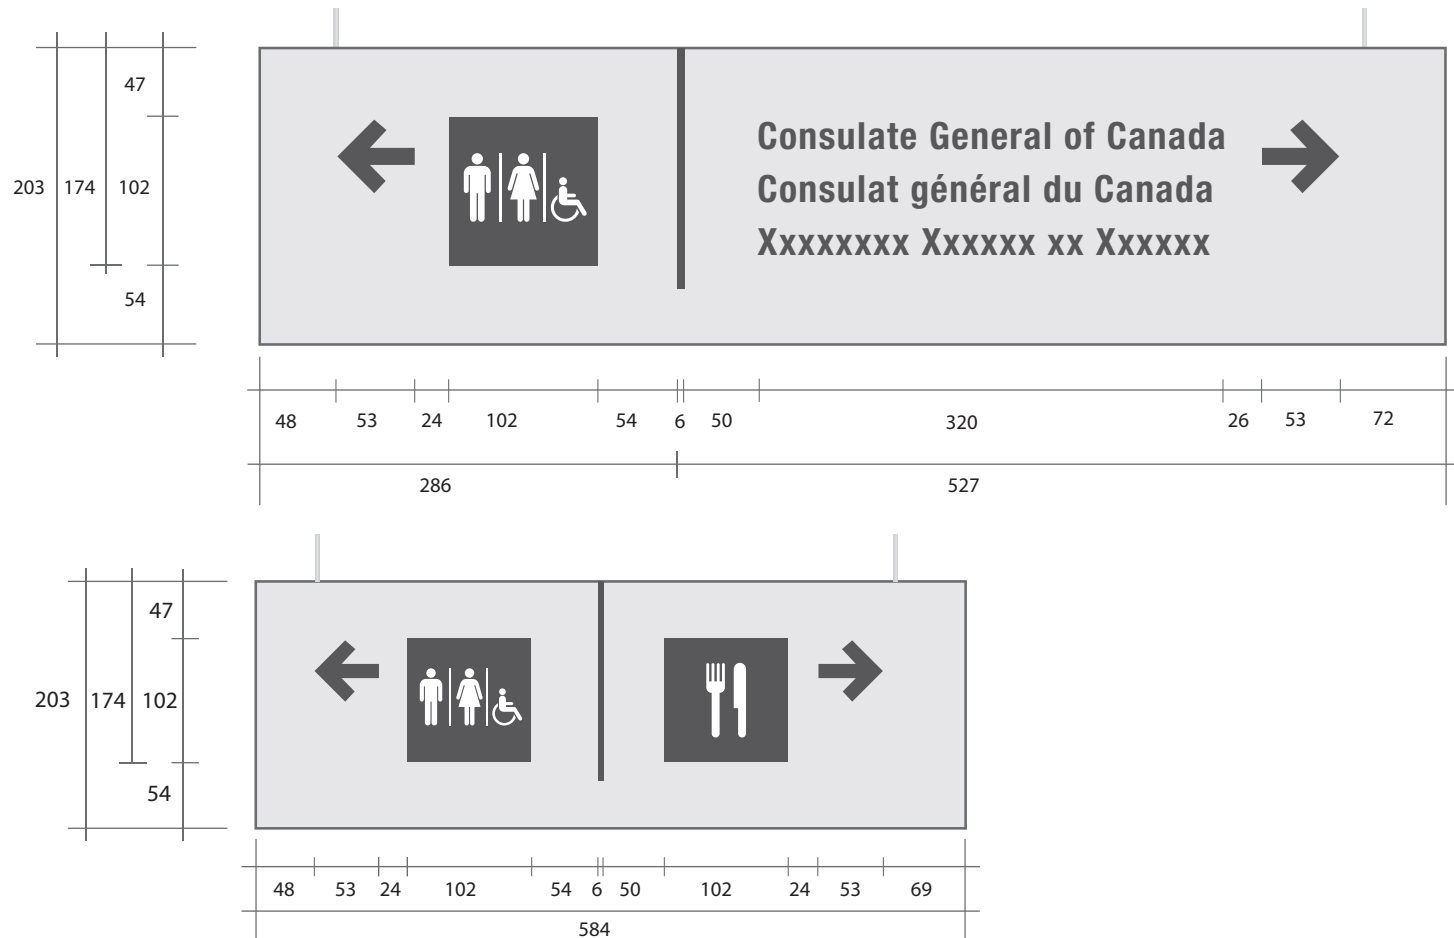 47
203 174 102
54
Consulate General of Canada
Consulat général du Canada
Xxxxxxxx Xxxxxx xx Xxxxxx
48 53 24 102 54 6 50 320 26 53 72
286 527
47
203 174 102
54
48 53 24 102 54 6 50 102 24 53 69
584